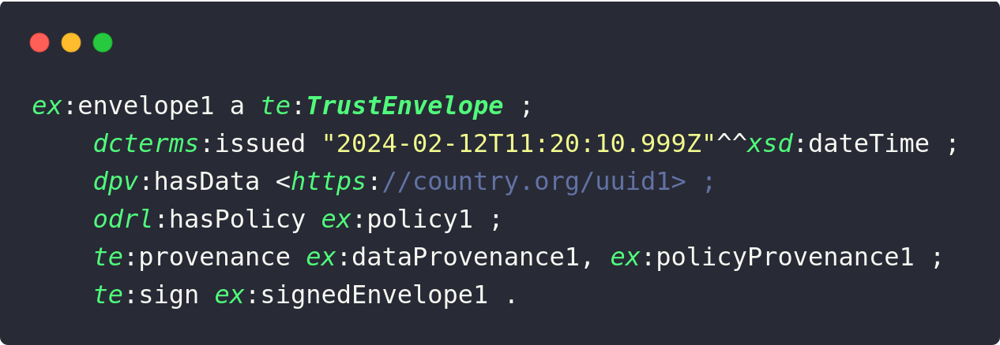 ex:envelope1 a te:TrustEnvelope ;
    dcterms:issued "2024-02-12T11:20:10.999Z"^^xsd:dateTime ;
    dpv:hasData <https://country.org/uuid1> ;
    odrl:hasPolicy ex:policy1 ;
    te:provenance ex:dataProvenance1, ex:policyProvenance1 ;
    te:sign ex:signedEnvelope1 .